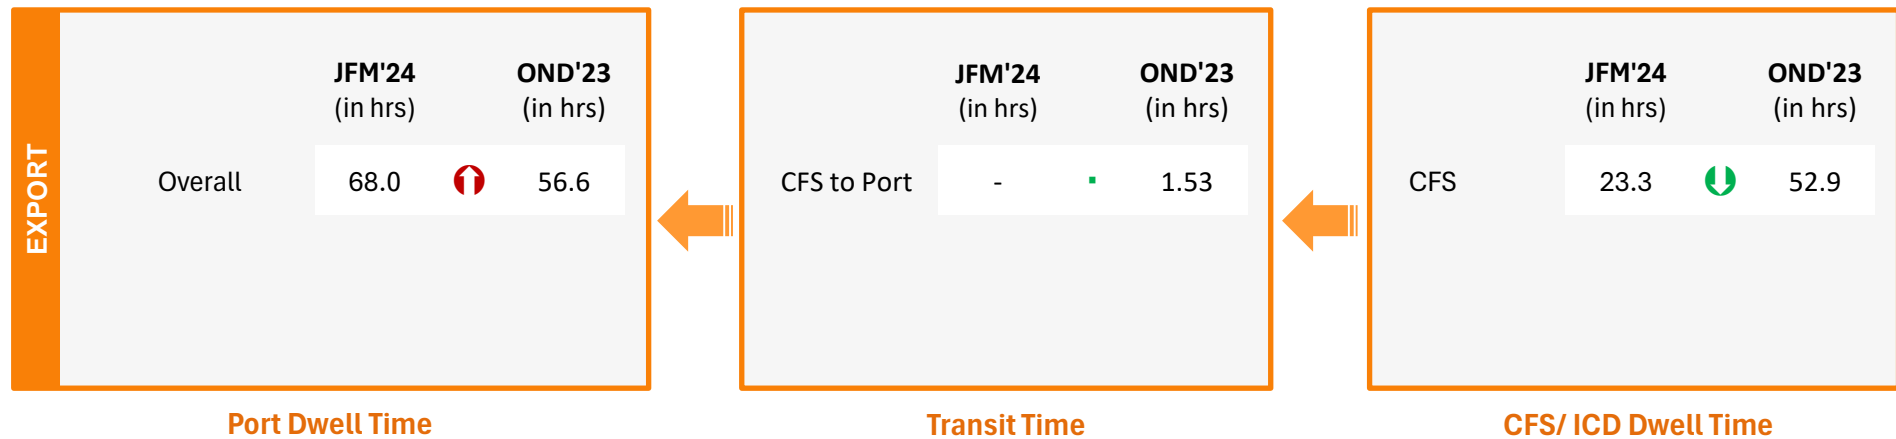 EXPORT
JFM'24 OND'23
(in hrs) (in hrs)
Overall 68.0 56.6
Port Dwell Time
JFM'24 OND'23
(in hrs) (in hrs)
CFS to Port - 1.53
Transit Time
JFM'24 OND'23
(in hrs) (in hrs)
CFS 23.3 52.9
CFS/ ICD Dwell Time